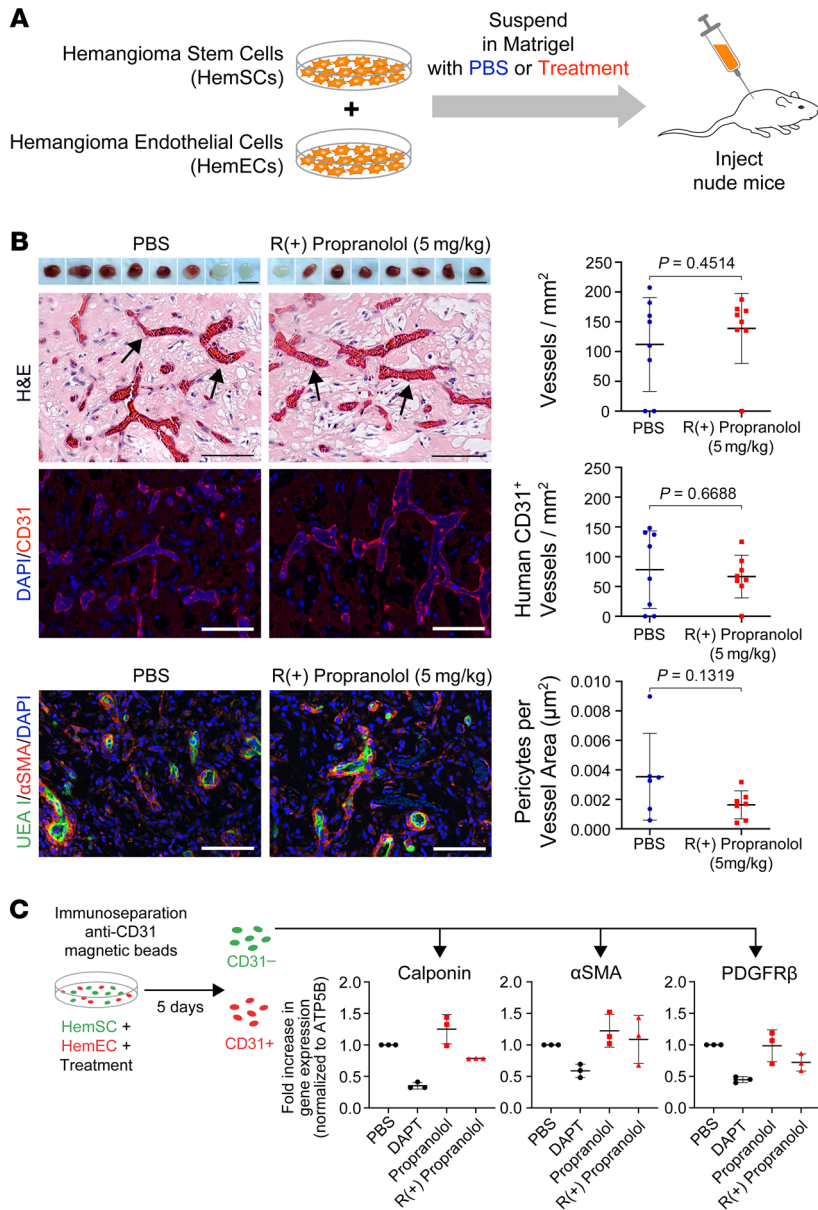 A
Hemangioma Stem Cells
(HemSCs)
+
Hemangioma Endothelial Cells
(HemECs)
Suspend
in Matrigel
with PBS or Treatment
Inject
nude mice
B
PBS
R(+) Propranolol (5 mg/kg)
H&E
DAPI/CD31
PBS
R(+) Propranolol (5 mg/kg)
UEA I/αSMA/DAPI
Vessels / mm2
250
200
150
100
50
0
P = 0.4514
PBS
R(+) Propranolol
(5 mg/kg)
Human CD31+
Vessels / mm2
250
200
150
100
50
0
P = 0.6688
PBS
R(+) Propranolol
(5 mg/kg)
Pericytes per
Vessel Area (µm2)
0.010
0.008
0.006
0.004
0.002
0.000
P = 0.1319
PBS
R(+) Propranolol
(5mg/kg)
C
Immunoseparation
anti-CD31
magnetic beads
HemSC +
HemEC +
Treatment
5 days
CD31–
CD31+
Fold increase in
gene expression
(normalized to ATP5B)
Calponin
2.0
1.5
1.0
0.5
0.0
PBS
DAPT
Propranolol
R(+) Propranolol
αSMA
2.0
1.5
1.0
0.5
0.0
PBS
DAPT
Propranolol
R(+) Propranolol
PDGFRβ
2.0
1.5
1.0
0.5
0.0
PBS
DAPT
Propranolol
R(+) Propranolol